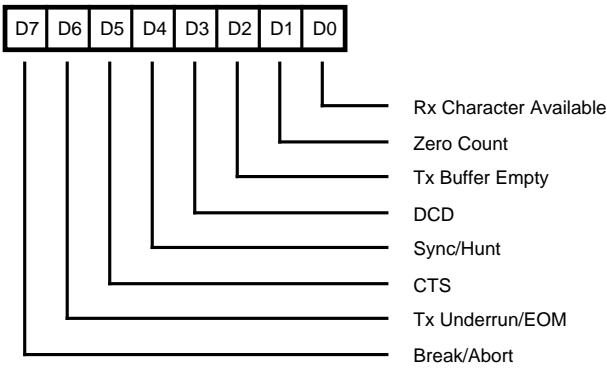 D7 D6 D5 D4 D3 D2 D1 D0
Rx Character Available
Zero Count
Tx Buffer Empty
DCD
Sync/Hunt
CTS
Tx Underrun/EOM
Break/Abort